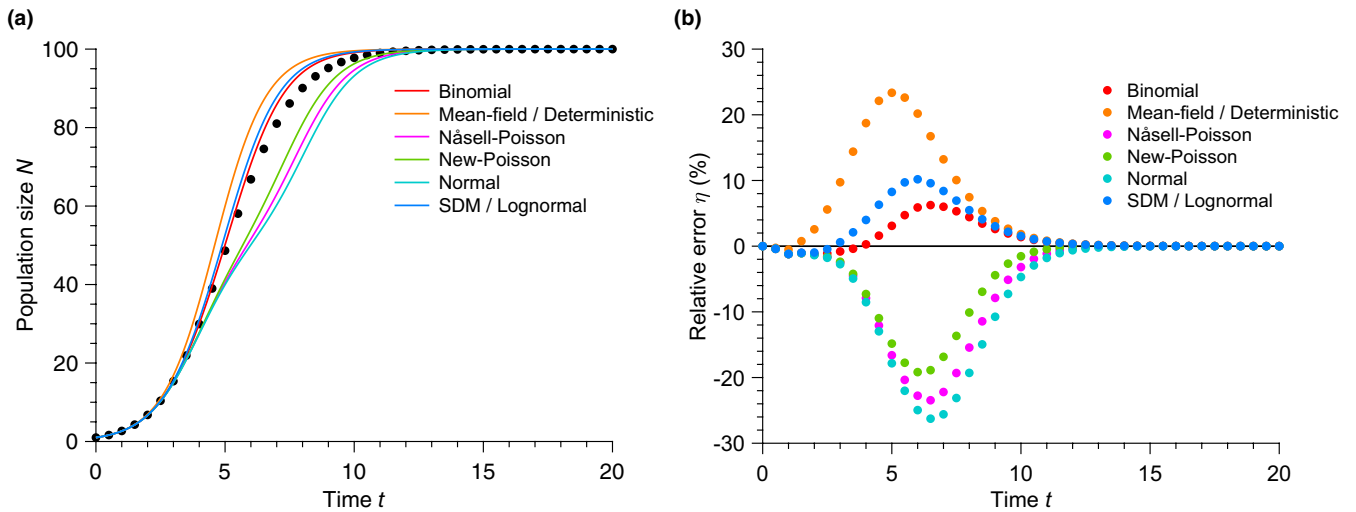 (a)
Population size N
100
80
60
40
20
0
0 5 10 15 20
Time t
Binomial
Mean-field / Deterministic
Nåsell-Poisson
New-Poisson
Normal
SDM / Lognormal
(b)
Relative error η (%)
30
20
10
0
-10
-20
-30
0 5 10 15 20
Time t
Binomial
Mean-field / Deterministic
Nåsell-Poisson
New-Poisson
Normal
SDM / Lognormal